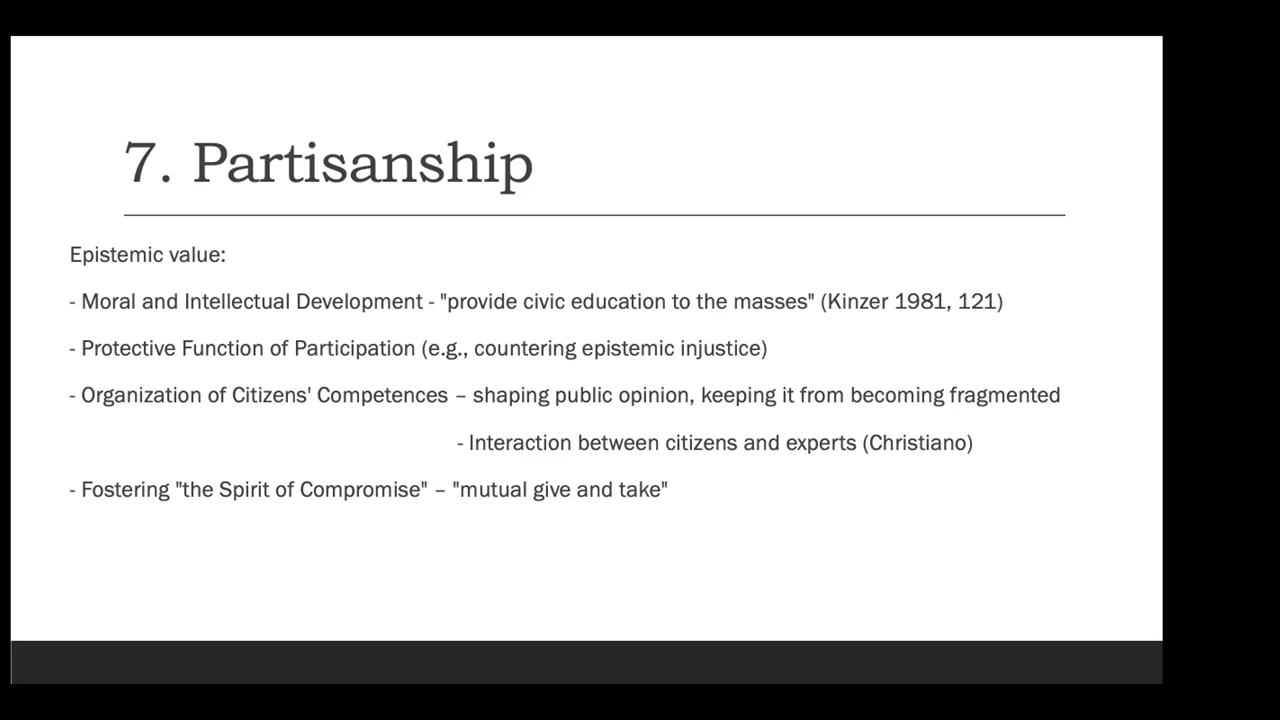 7. Partisanship
Epistemic value:
- Moral and Intellectual Development - "provide civic education to the masses" (Kinzer 1981, 121)
- Protective Function of Participation (e.g., countering epistemic injustice)
- Organization of Citizens' Competences – shaping public opinion, keeping it from becoming fragmented
- Interaction between citizens and experts (Christiano)
- Fostering "the Spirit of Compromise" – "mutual give and take"